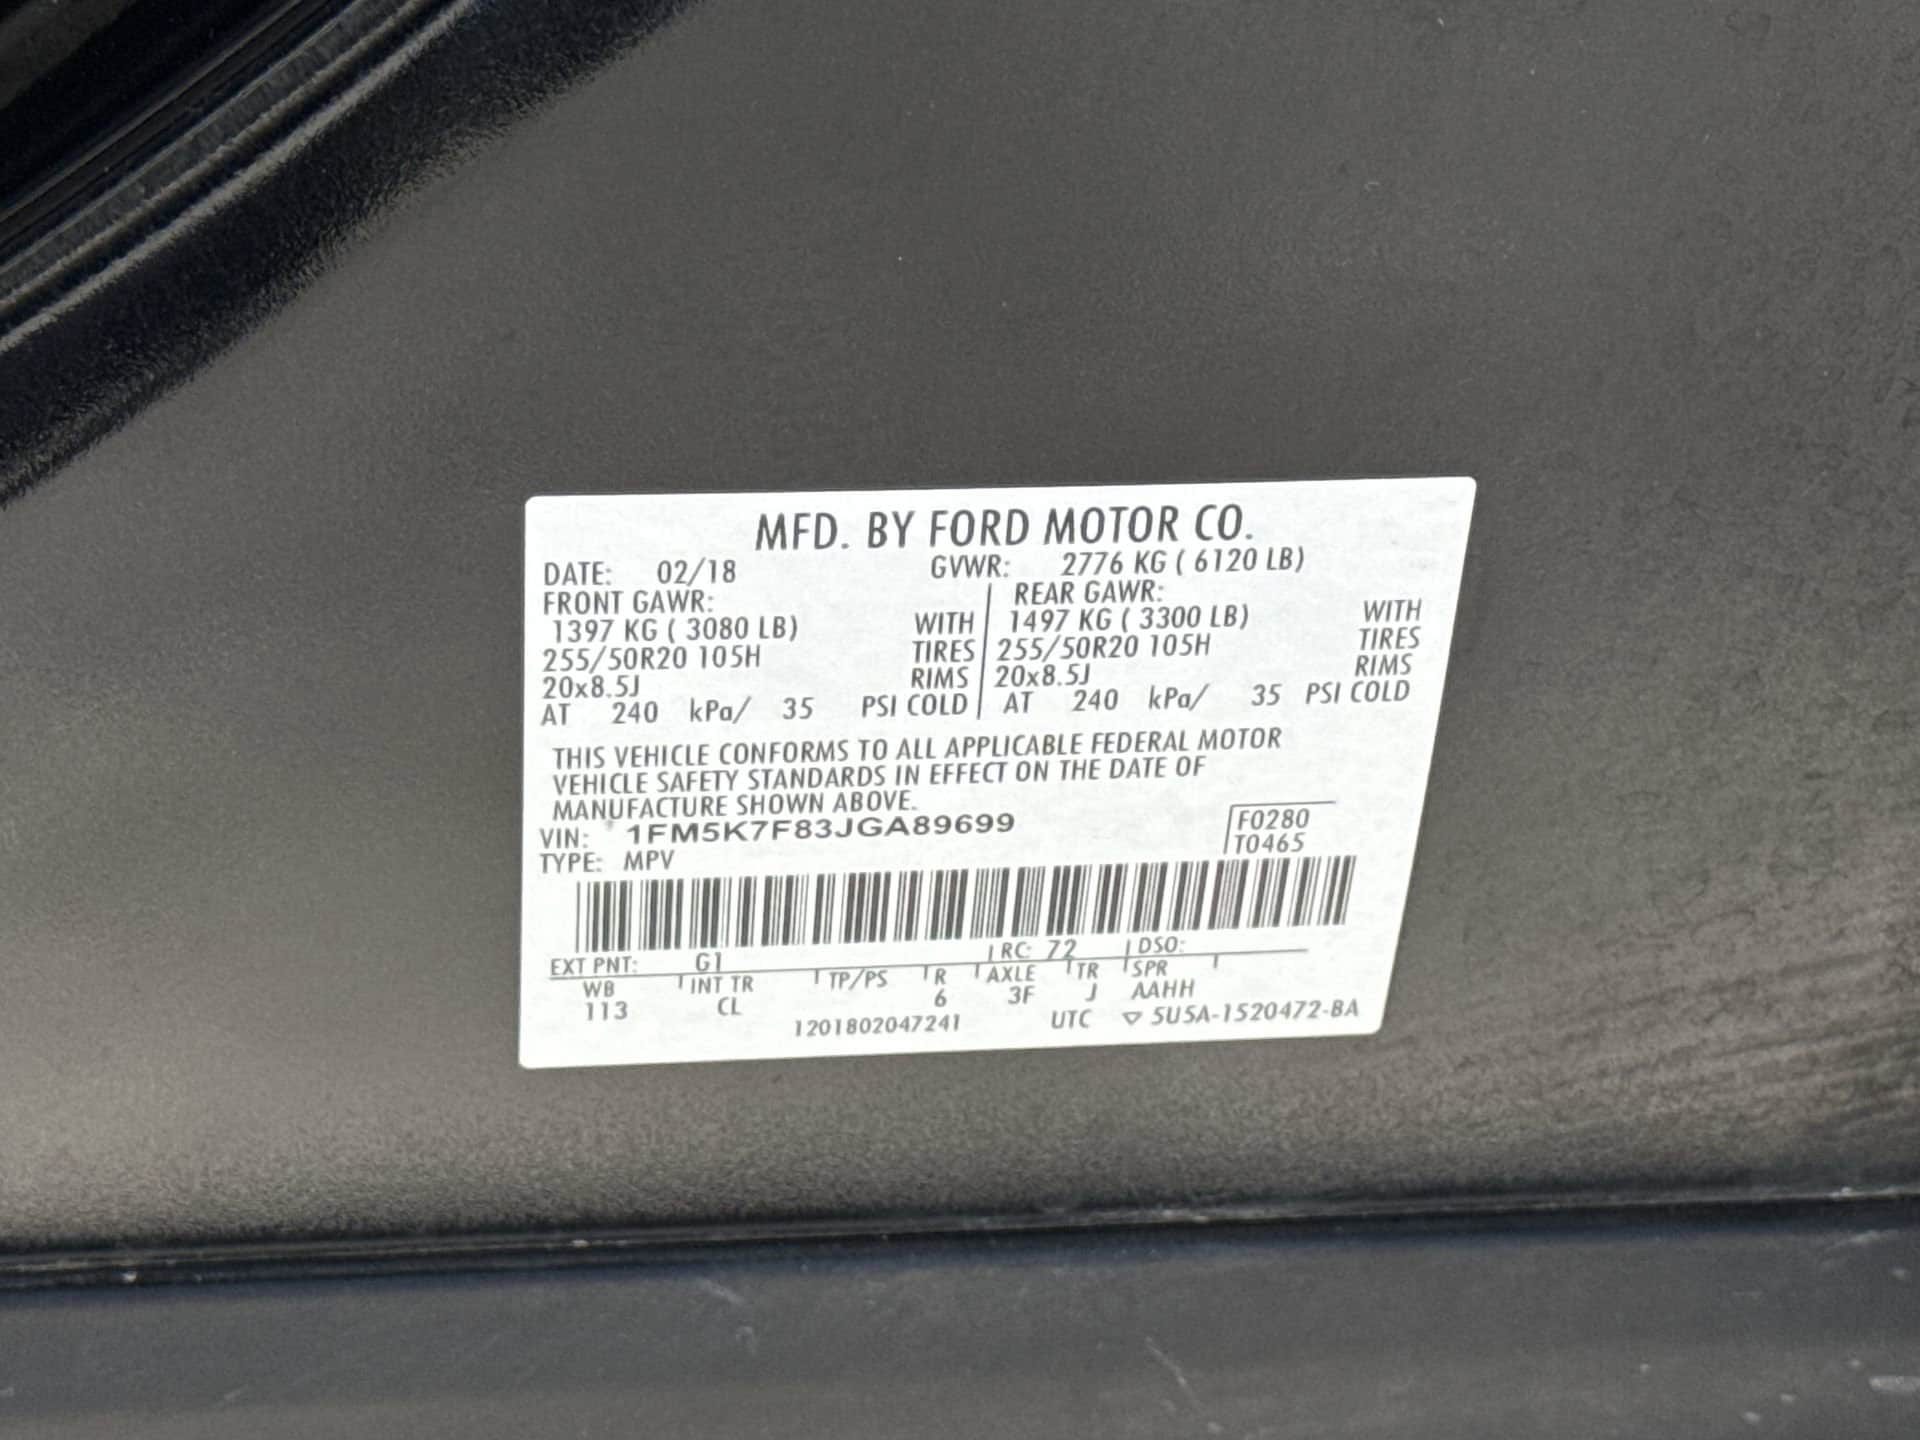 MFD. BY FORD MOTOR CO.
DATE: 02/18 GVWR: 2776 KG ( 6120 LB)
FRONT GAWR: REAR GAWR:
1397 KG ( 3080 LB) WITH 1497 KG ( 3300 LB) WITH
255/50R20 105H TIRES 255/50R20 105H TIRES
20x8.5J RIMS 20x8.5J RIMS
AT 240 kPa/ 35 PSI COLD AT 240 kPa/ 35 PSI COLD
THIS VEHICLE CONFORMS TO ALL APPLICABLE FEDERAL MOTOR
VEHICLE SAFETY STANDARDS IN EFFECT ON THE DATE OF
MANUFACTURE SHOWN ABOVE.
VIN: 1FM5K7F83JGA89699 F0280
TYPE: MPV T0465
EXT PNT: G1 RC: 72 DSO:
WB INT TR TP/PS R AXLE TR SPR
113 CL 6 3F J AAHH
1201802047241 UTC ▽ 5U5A-1520472-BA